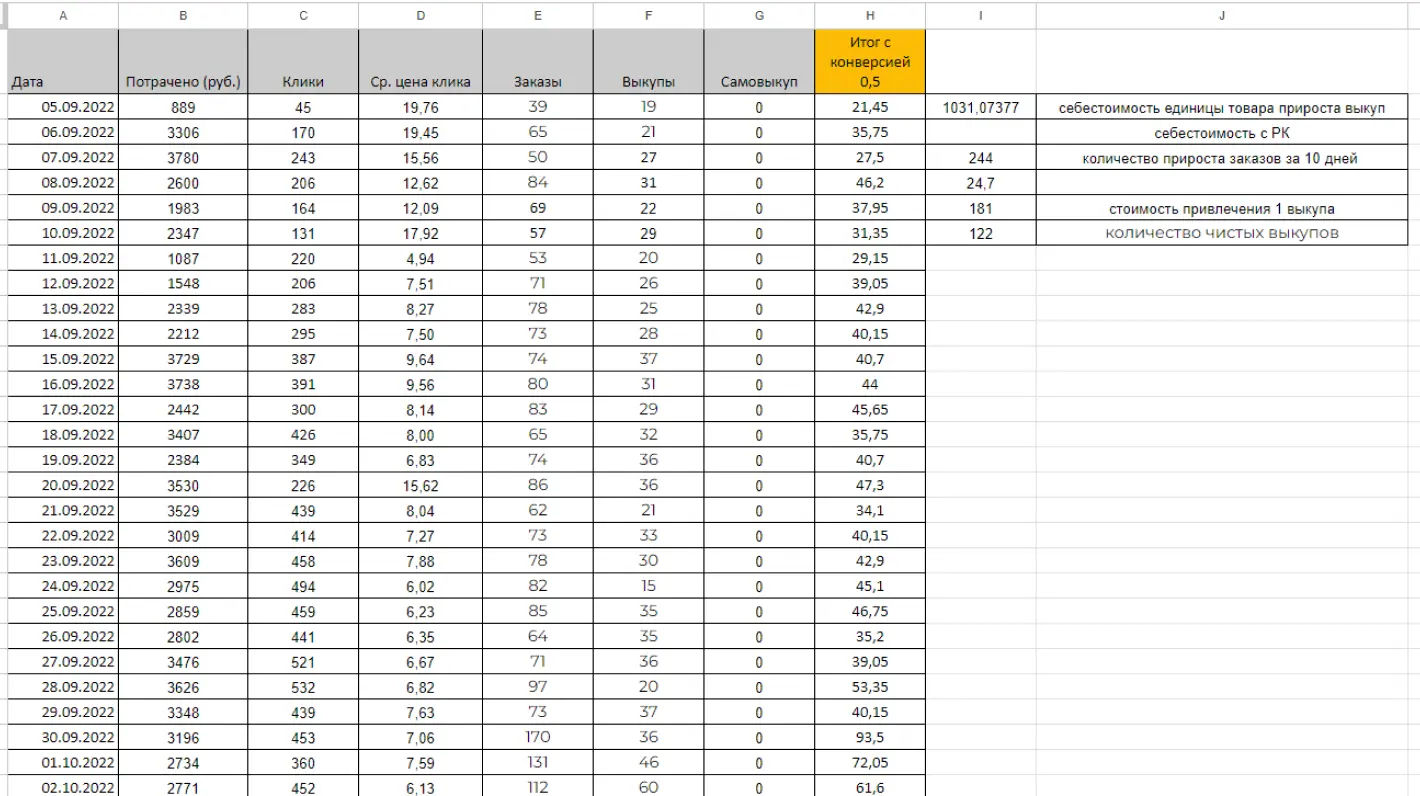 A B C D E F G H I J
Итог с
конверсией
Дата Потрачено (руб.) Клики Ср. цена клика Заказы Выкупы Самовыкуп 0,5
05.09.2022 889 45 19,76 39 19 0 21,45 1031,07377 себестоимость единицы товара прироста выкуп
06.09.2022 3306 170 19,45 65 21 0 35,75 себестоимость с РК
07.09.2022 3780 243 15,56 50 27 0 27,5 244 количество прироста заказов за 10 дней
08.09.2022 2600 206 12,62 84 31 0 46,2 24,7
09.09.2022 1983 164 12,09 69 22 0 37,95 181 стоимость привлечения 1 выкупа
10.09.2022 2347 131 17,92 57 29 0 31,35 122 количество чистых выкупов
11.09.2022 1087 220 4,94 53 20 0 29,15
12.09.2022 1548 206 7,51 71 26 0 39,05
13.09.2022 2339 283 8,27 78 25 0 42,9
14.09.2022 2212 295 7,50 73 28 0 40,15
15.09.2022 3729 387 9,64 74 37 0 40,7
16.09.2022 3738 391 9,56 80 31 0 44
17.09.2022 2442 300 8,14 83 29 0 45,65
18.09.2022 3407 426 8,00 65 32 0 35,75
19.09.2022 2384 349 6,83 74 36 0 40,7
20.09.2022 3530 226 15,62 86 36 0 47,3
21.09.2022 3529 439 8,04 62 21 0 34,1
22.09.2022 3009 414 7,27 73 33 0 40,15
23.09.2022 3609 458 7,88 78 30 0 42,9
24.09.2022 2975 494 6,02 82 15 0 45,1
25.09.2022 2859 459 6,23 85 35 0 46,75
26.09.2022 2802 441 6,35 64 35 0 35,2
27.09.2022 3476 521 6,67 71 36 0 39,05
28.09.2022 3626 532 6,82 97 20 0 53,35
29.09.2022 3348 439 7,63 73 37 0 40,15
30.09.2022 3196 453 7,06 170 36 0 93,5
01.10.2022 2734 360 7,59 131 46 0 72,05
02.10.2022 2771 452 6,13 112 60 0 61,6